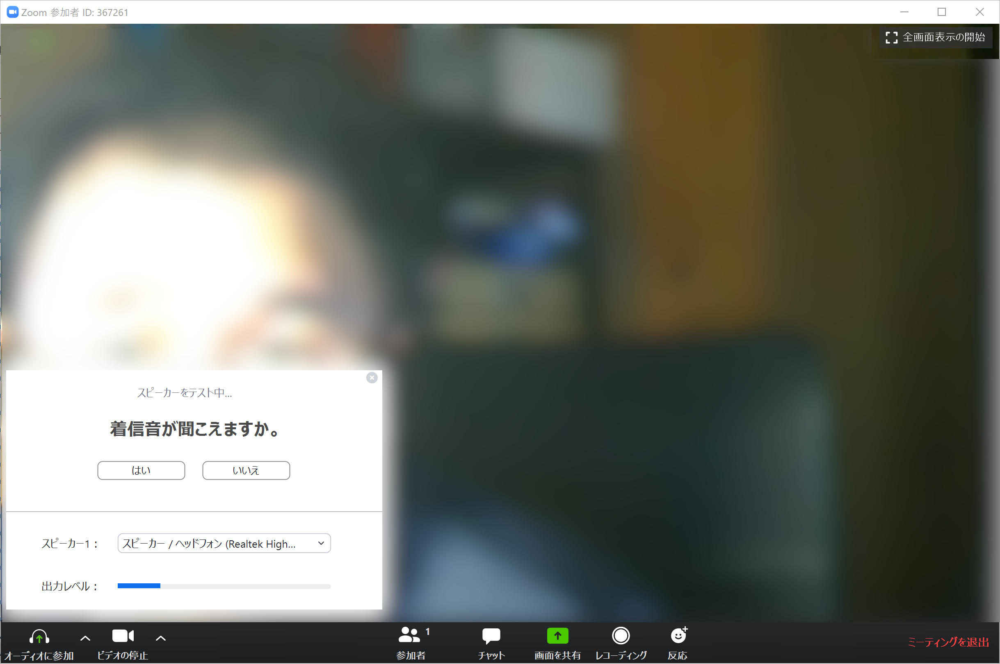 Zoom 参加者 ID: 367261
全画面表示の開始
スピーカーをテスト中...
着信音が聞こえますか。
はい
いいえ
スピーカー1：
スピーカー / ヘッドフォン (Realtek High...
出力レベル：
1
オーディオに参加
ビデオの停止
参加者
チャット
画面を共有
レコーディング
反応
ミーティングを退出